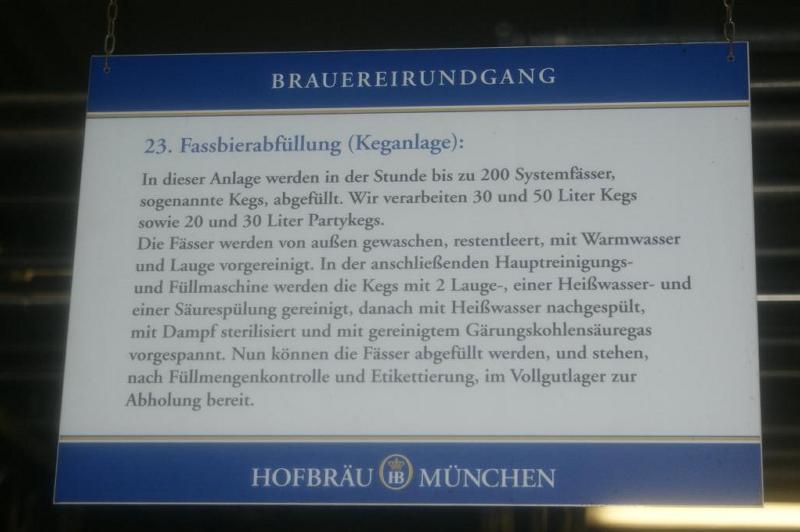 BRAUEREIRUNDGANG
23. Fassbierabfüllung (Keganlage):
In dieser Anlage werden in der Stunde bis zu 200 Systemfässer,
sogenannte Kegs, abgefüllt. Wir verarbeiten 30 und 50 Liter Kegs
sowie 20 und 30 Liter Partykegs.
Die Fässer werden von außen gewaschen, restentleert, mit Warmwasser
und Lauge vorgereinigt. In der anschließenden Hauptreinigungs-
und Füllmaschine werden die Kegs mit 2 Lauge-, einer Heißwasser- und
einer Säurespülung gereinigt, danach mit Heißwasser nachgespült,
mit Dampf sterilisiert und mit gereinigtem Gärungskohlensäuregas
vorgespannt. Nun können die Fässer abgefüllt werden, und stehen,
nach Füllmengenkontrolle und Etikettierung, im Vollgutlager zur
Abholung bereit.
HOFBRÄU HB MÜNCHEN